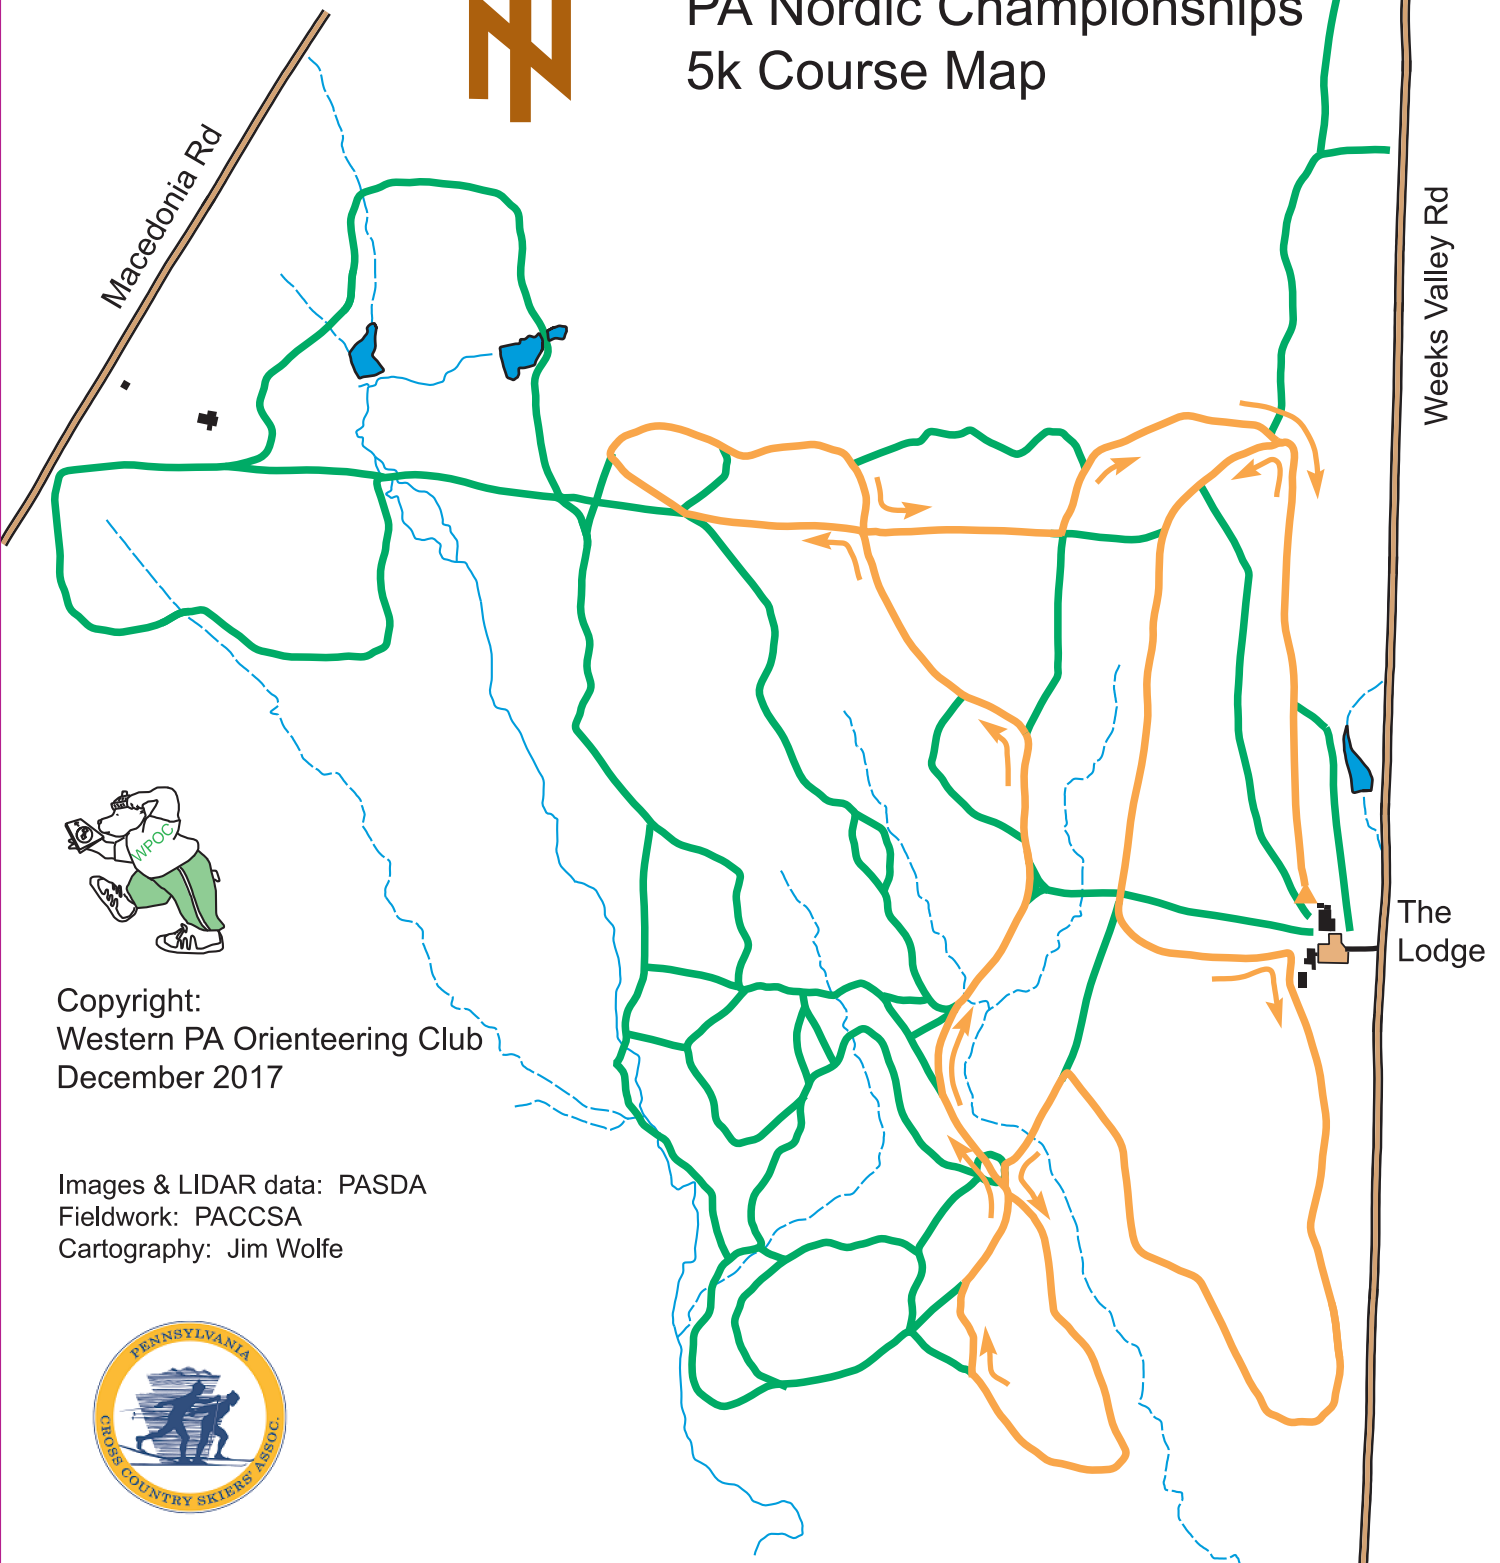 PA Nordic Championships
5k Course Map
Macedonia Rd
Weeks Valley Rd
WPOC
The
Lodge
Copyright:
Western PA Orienteering Club
December 2017
Images & LIDAR data: PASDA
Fieldwork: PACCSA
Cartography: Jim Wolfe
PENNSYLVANIA
CROSS COUNTRY SKIERS' ASSOC.